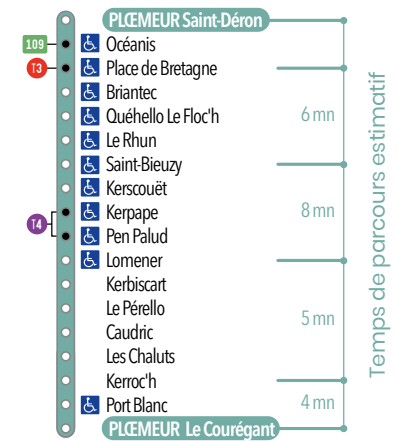 PLŒMEUR Saint-Déron
109 Océanis
T3 Place de Bretagne
Briantec
Quéhello Le Floc'h
6 mn
Le Rhun
Saint-Bieuzy
Kerscouët
T4
Kerpape
8 mn
Pen Palud
Lomener
Kerbiscart
Le Pérello
5 mn
Caudric
Les Chaluts
Kerroc'h
Port Blanc
4 mn
PLŒMEUR Le Courégant
Temps de parcours estimatif